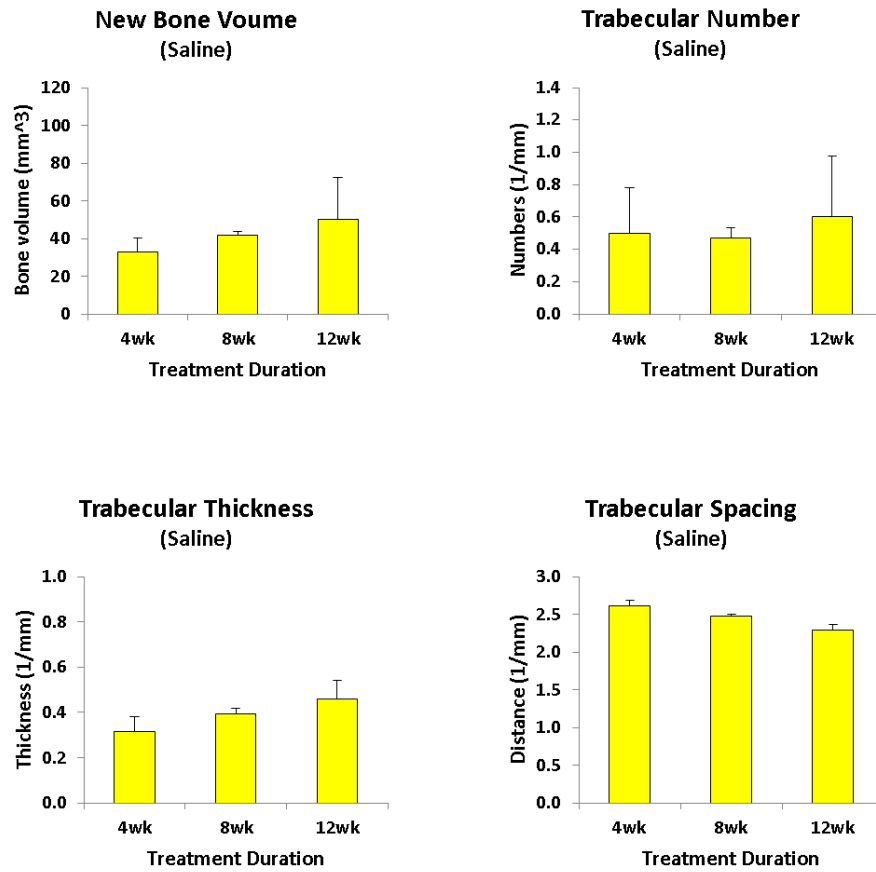 New Bone Voume
(Saline)
120
100
80
60
40
20
0
Bone volume (mm^3)
4wk 8wk 12wk
Treatment Duration
Trabecular Number
(Saline)
1.4
1.2
1.0
0.8
0.6
0.4
0.2
0.0
Numbers (1/mm)
4wk 8wk 12wk
Treatment Duration
Trabecular Thickness
(Saline)
1.0
0.8
0.6
0.4
0.2
0.0
Thickness (1/mm)
4wk 8wk 12wk
Treatment Duration
Trabecular Spacing
(Saline)
3.0
2.5
2.0
1.5
1.0
0.5
0.0
Distance (1/mm)
4wk 8wk 12wk
Treatment Duration